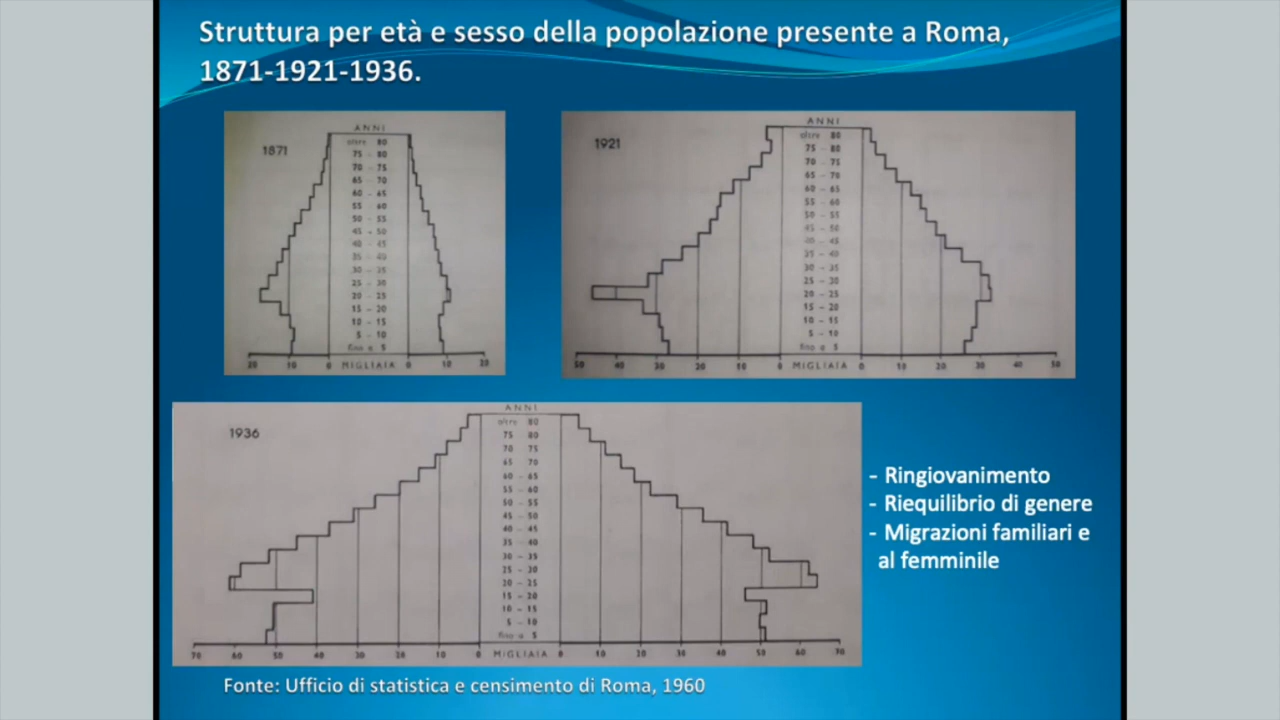 Struttura per età e sesso della popolazione presente a Roma,
1871-1921-1936.
ANNI
1871
oltre 80
75 - 80
70 - 75
65 - 70
60 - 65
55 - 60
50 - 55
45 - 50
40 - 45
35 - 40
30 - 35
25 - 30
20 - 25
15 - 20
10 - 15
5 - 10
fino a 5
20 10 0 MIGLIAIA 0 10 20
ANNI
1921
oltre 80
75 - 80
70 - 75
65 - 70
60 - 65
55 - 60
50 - 55
45 - 50
40 - 45
35 - 40
30 - 35
25 - 30
20 - 25
15 - 20
10 - 15
5 - 10
fino a 5
50 40 30 20 10 0 MIGLIAIA 0 10 20 30 40 50
ANNI
1936
oltre 80
75 80
70 75
65 70
60 - 65
55 - 60
50 - 55
45 - 50
40 - 45
35 - 40
30 - 35
25 - 30
20 - 25
15 - 20
10 - 15
5 - 10
fino a 5
70 60 50 40 30 20 10 0 MIGLIAIA 0 10 20 30 40 50 60 70
- Ringiovanimento
- Riequilibrio di genere
- Migrazioni familiari e
al femminile
Fonte: Ufficio di statistica e censimento di Roma, 1960